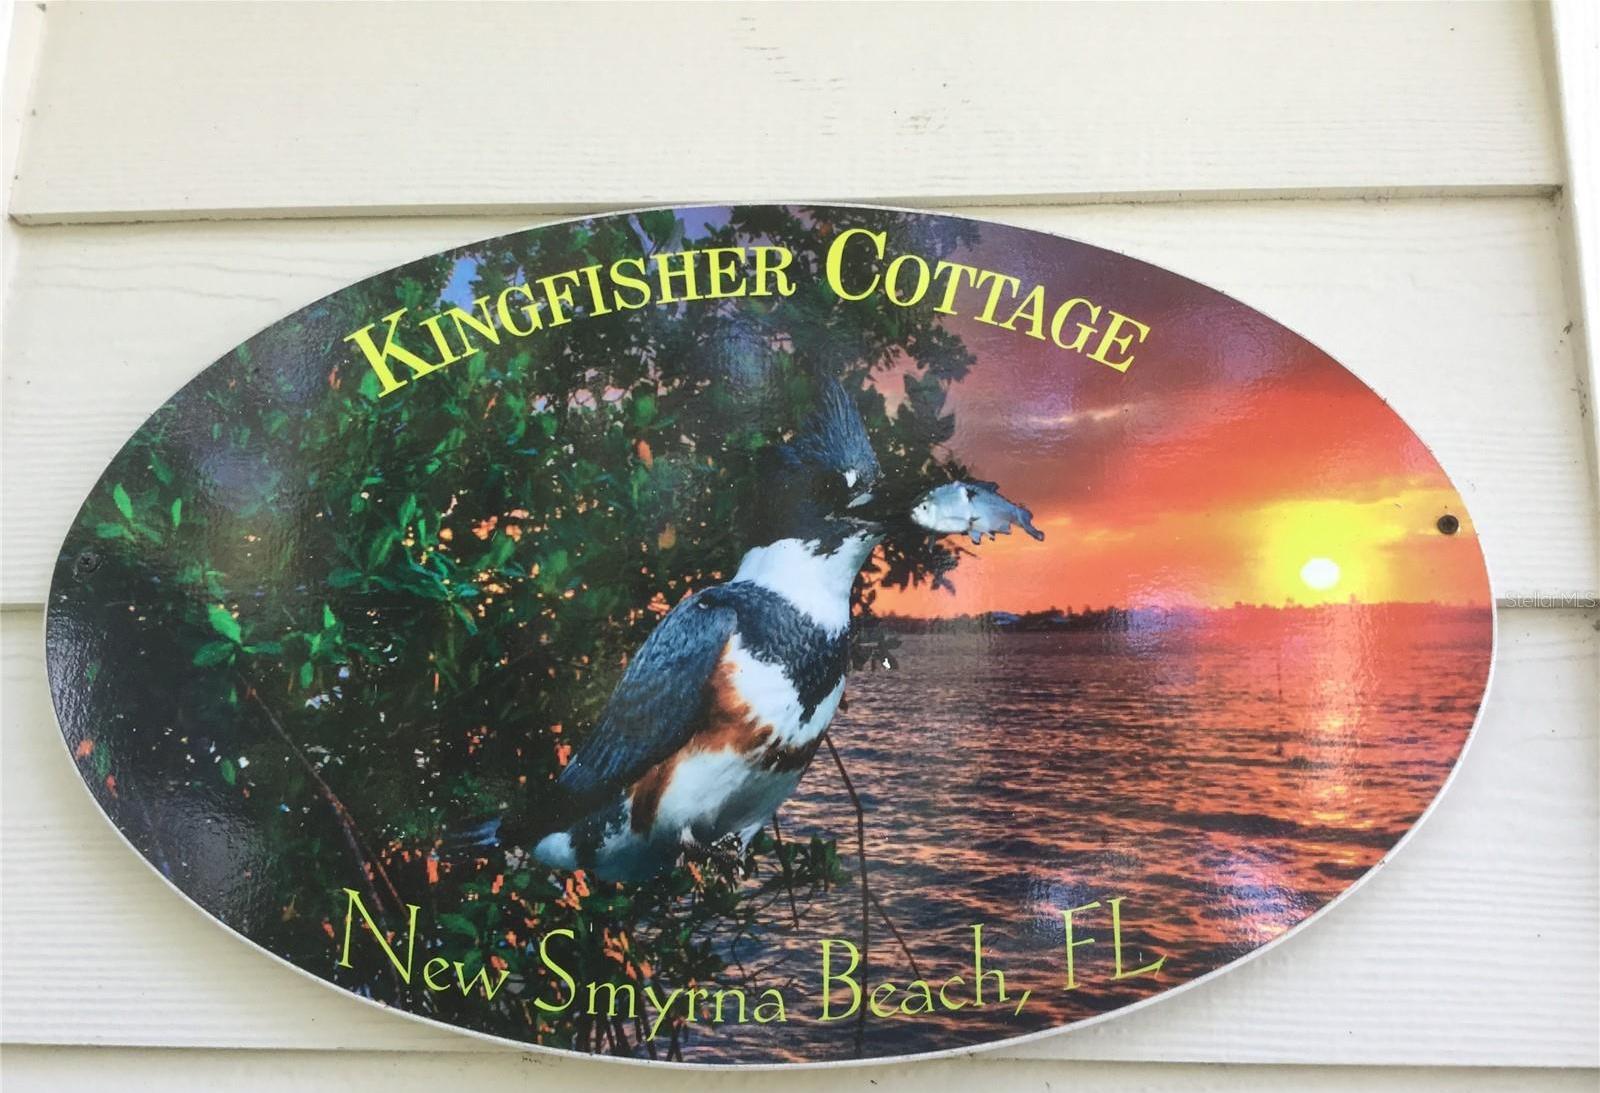 KINGFISHER COTTAGE
Stellar MLS
New Smyrna Beach, FL